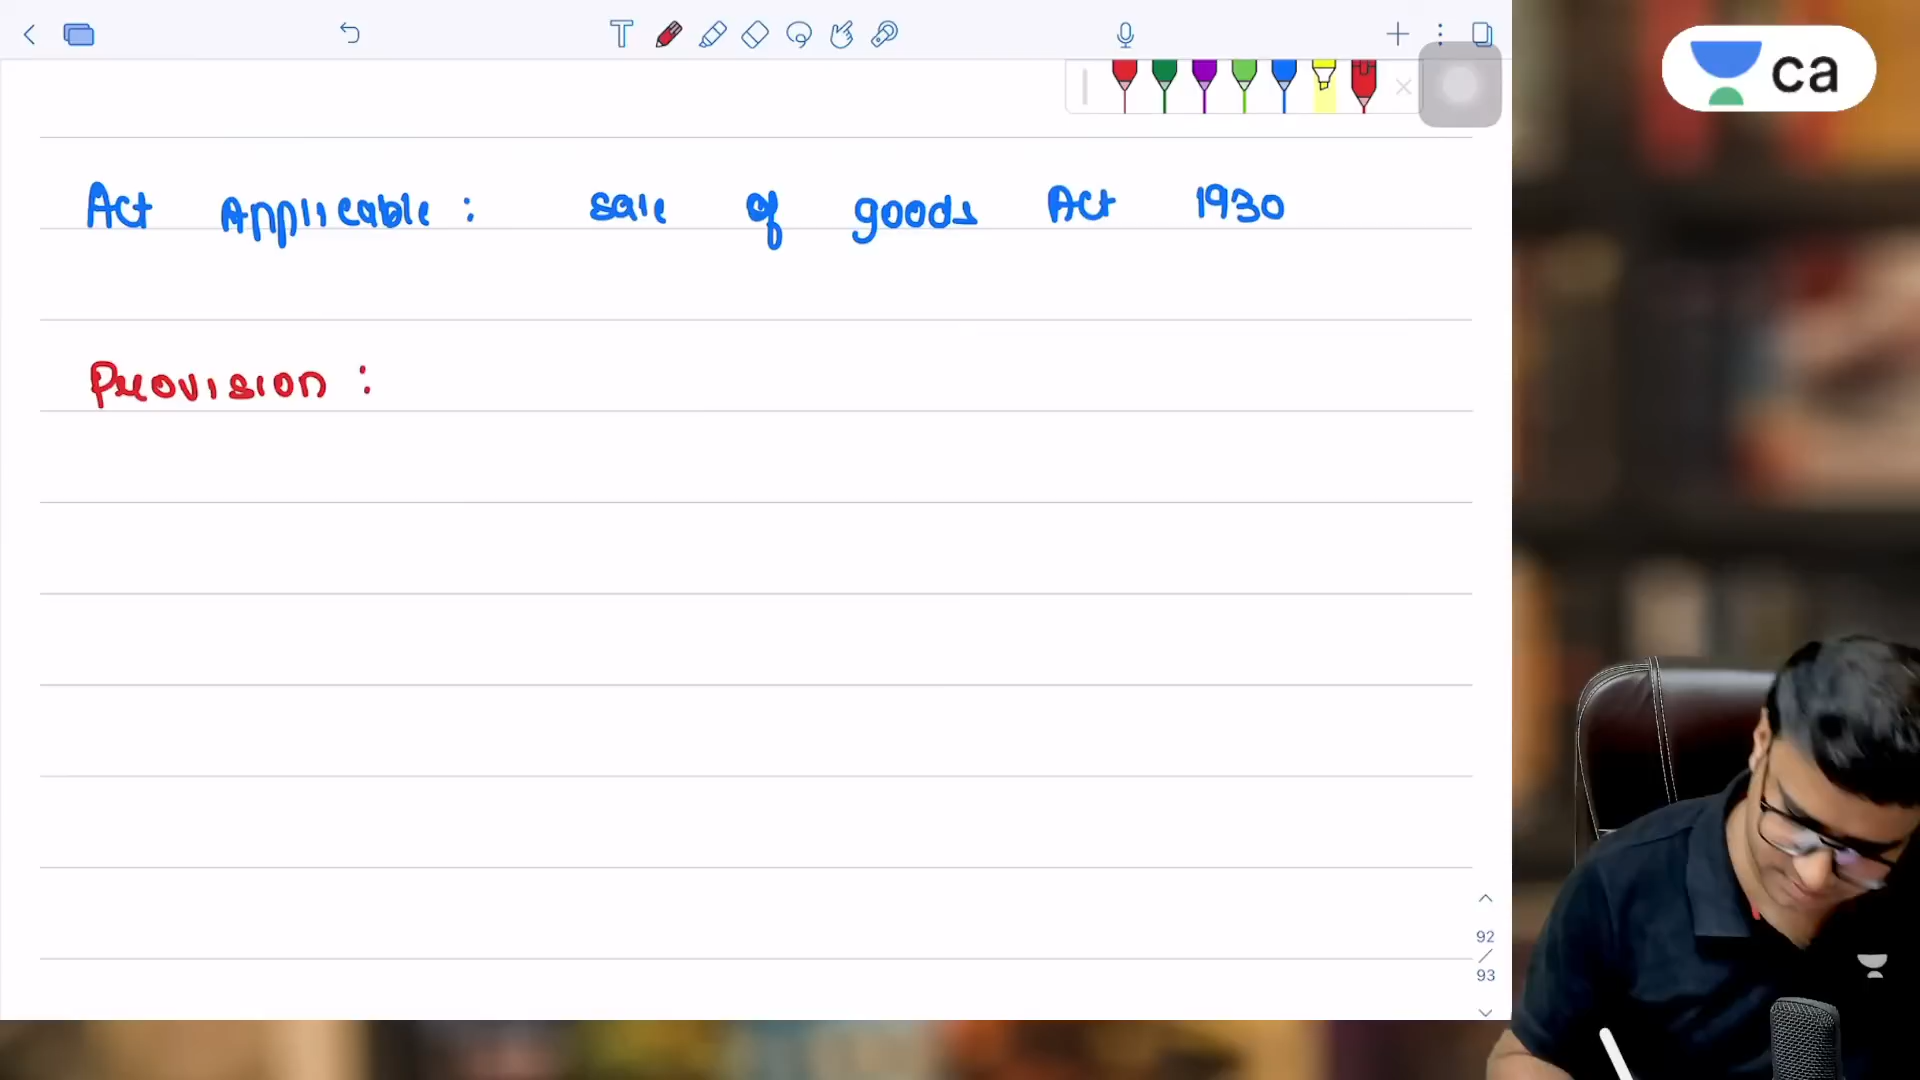 ca
Act Applicable : sale of goods Act 1930
Provision :
92
93